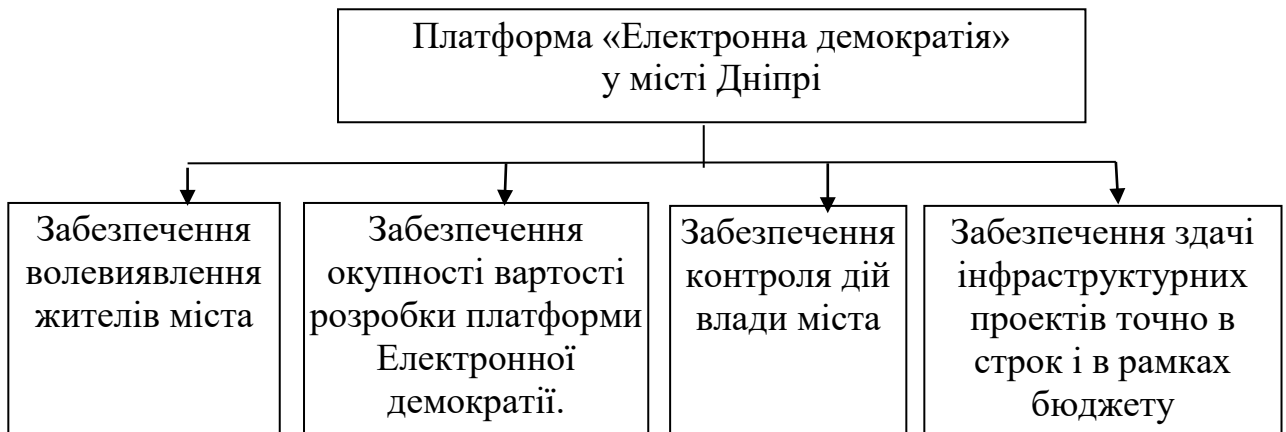 Платформа «Електронна демократія»
у місті Дніпрі
Забезпечення
волевиявлення
жителів міста
Забезпечення
окупності вартості
розробки платформи
Електронної
демократії.
Забезпечення
контроля дій
влади міста
Забезпечення здачі
інфраструктурних
проектів точно в
строк і в рамках
бюджету